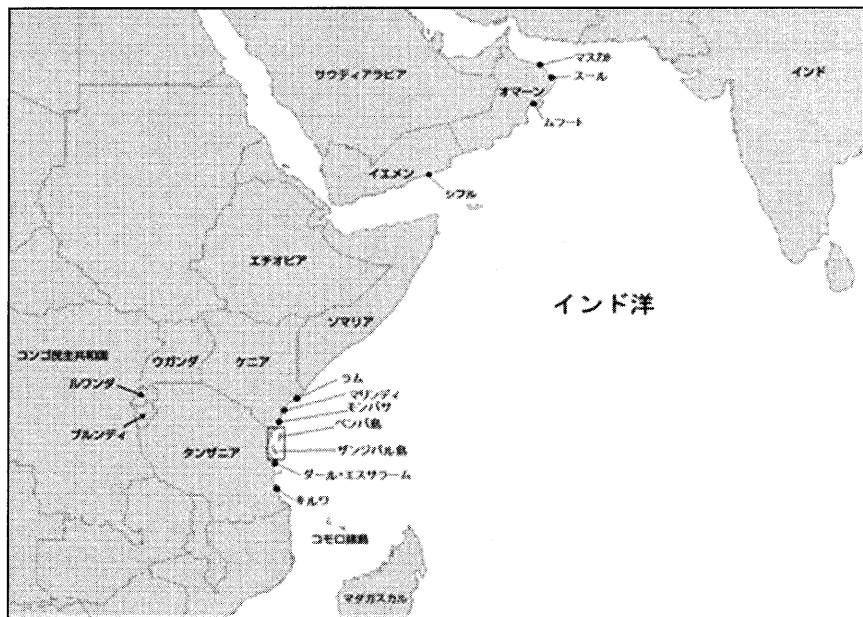 マスカト
サウディアラビア
インド
スール
オマーン
ムフート
イエメン
シフル
エチオピア
インド洋
ソマリア
コンゴ民主共和国
ウガンダ
ケニア
ルワンダ
ラム
マリンディ
モンバサ
ブルンディ
ペンバ島
タンザニア
ザンジバル島
ダール・エスサラーム
キルワ
コモロ諸島
マダガスカル